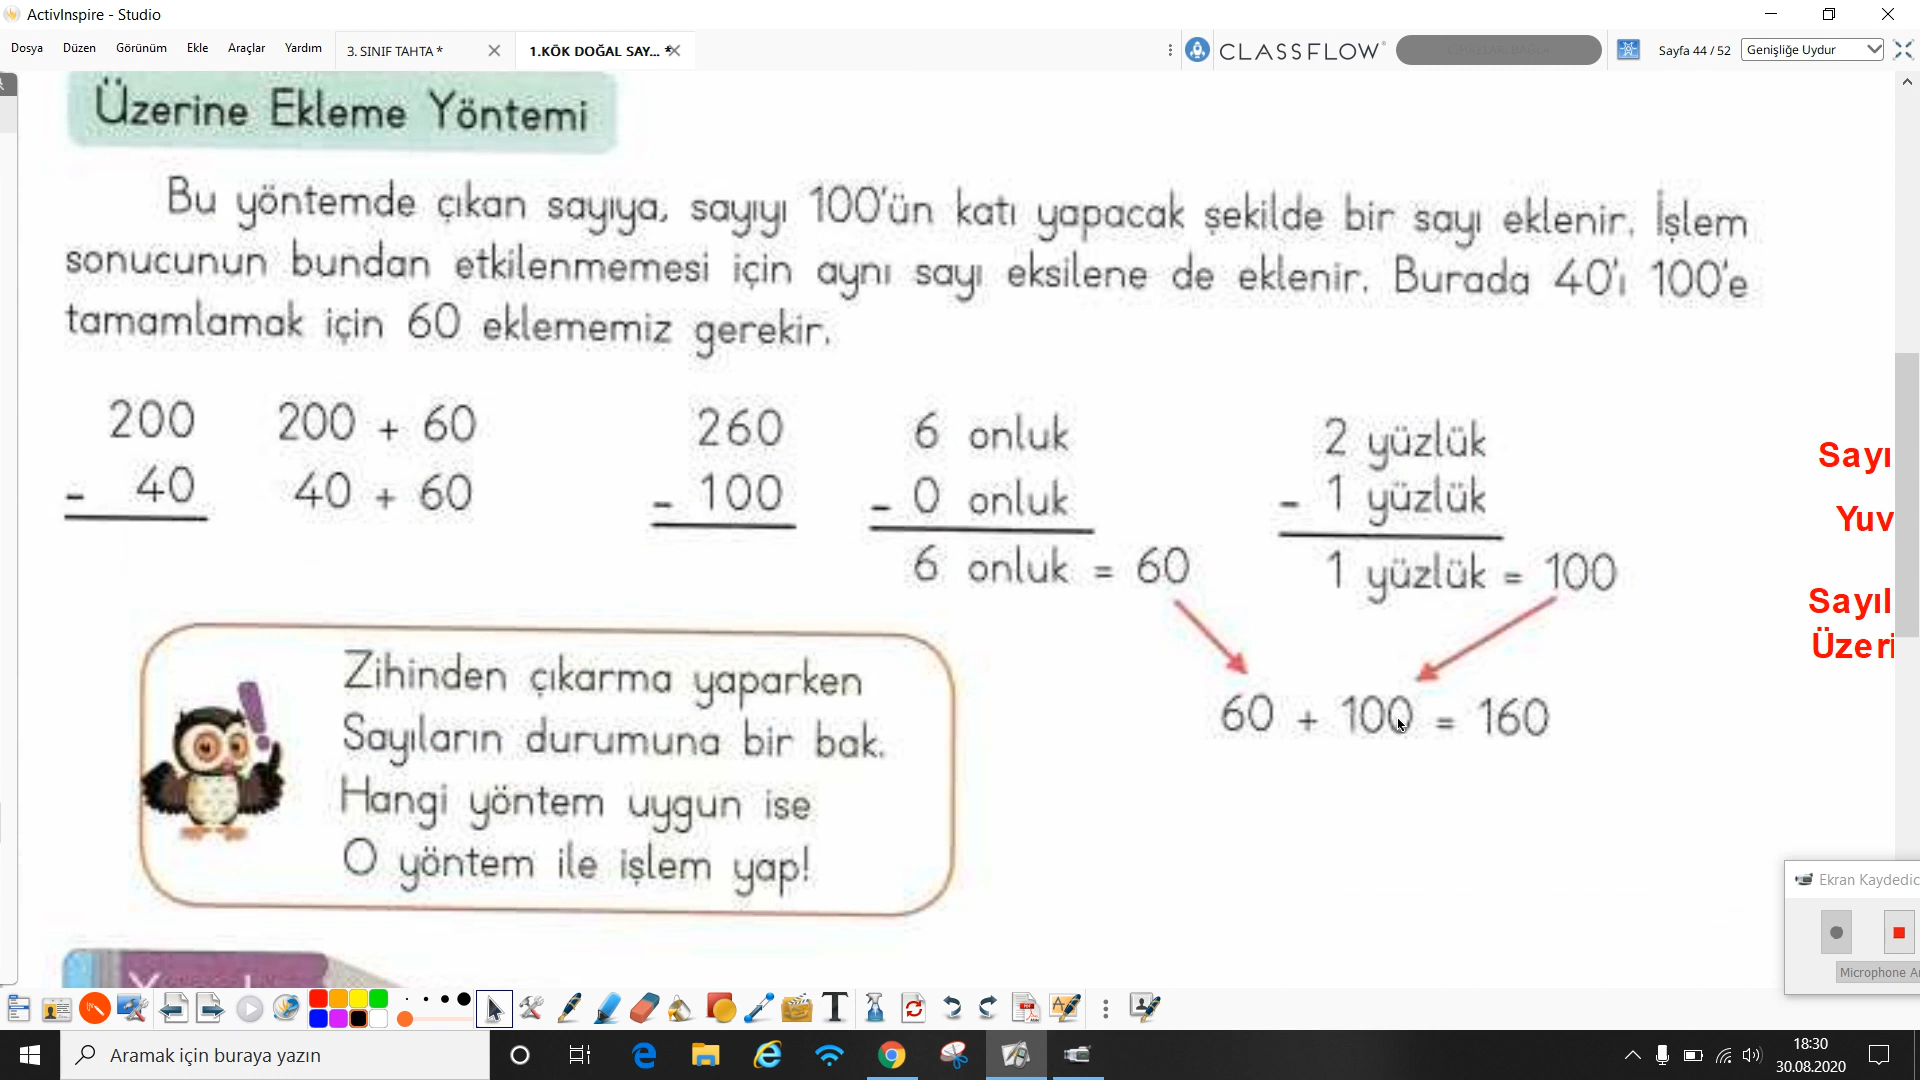 ActivInspire - Studio
Dosya Düzen Görünüm Ekle Araçlar Yardım 3. SINIF TAHTA * 1.KÖK DOĞAL SAY... * CLASSFLOW Sayfa 44 / 52 Genişliğe Uydur
Üzerine Ekleme Yöntemi
Bu yöntemde çıkan sayıya, sayıyı 100'ün katı yapacak şekilde bir sayı eklenir. İşlem
sonucunun bundan etkilenmemesi için aynı sayı eksilene de eklenir. Burada 40'ı 100'e
tamamlamak için 60 eklememiz gerekir.
200 200 + 60 260 6 onluk 2 yüzlük
- 40 40 + 60 - 100 - 0 onluk - 1 yüzlük
6 onluk = 60 1 yüzlük = 100
60 + 100 = 160
Sayı
Yuv
Sayıl
Üzeri
Zihinden çıkarma yaparken
Sayıların durumuna bir bak.
Hangi yöntem uygun ise
O yöntem ile işlem yap!
Ekran Kaydedic
Microphone A
Aramak için buraya yazın
18:30
30.08.2020